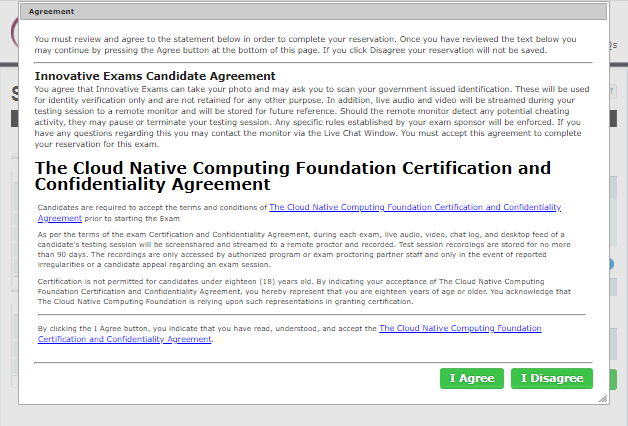 Agreement
You must review and agree to the statement below in order to complete your reservation. Once you have reviewed the text below you
may continue by pressing the Agree button at the bottom of this page. If you click Disagree your reservation will not be saved.
Innovative Exams Candidate Agreement
You agree that Innovative Exams can take your photo and may ask you to scan your government issued identification. These will be used
for identity verification only and are not retained for any other purpose. In addition, live audio and video will be streamed during your
testing session to a remote monitor and will be stored for future reference. Should the remote monitor detect any potential cheating
activity, they may pause or terminate your testing session. Any specific rules established by your exam sponsor will be enforced. If you
have any questions regarding this you may contact the monitor via the Live Chat Window. You must accept this agreement to complete
your reservation for this exam.
The Cloud Native Computing Foundation Certification and
Confidentiality Agreement
Candidates are required to accept the terms and conditions of The Cloud Native Computing Foundation Certification and Confidentiality
Agreement prior to starting the Exam
As per the terms of the exam Certification and Confidentiality Agreement, during each exam, live audio, video, chat log, and desktop feed of a
candidate's testing session will be screenshared and streamed to a remote proctor and recorded. Test session recordings are stored for no more
than 90 days. The recordings are only accessed by authorized program or exam proctoring partner staff and only in the event of reported
irregularities or a candidate appeal regarding an exam session.
Certification is not permitted for candidates under eighteen (18) years old. By indicating your acceptance of The Cloud Native Computing
Foundation Certification and Confidentiality Agreement, you hereby represent that you are eighteen years of age or older. You acknowledge that
The Cloud Native Computing Foundation is relying upon such representations in granting certification.
By clicking the I Agree button, you indicate that you have read, understood, and accept the The Cloud Native Computing Foundation
Certification and Confidentiality Agreement.
I Agree I Disagree